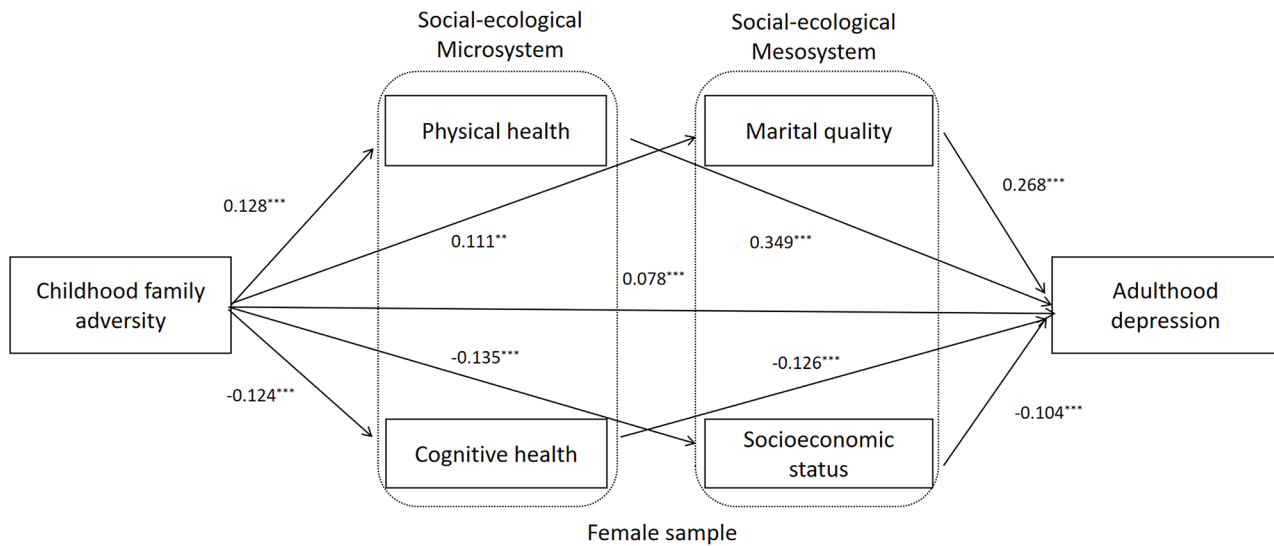 Social-ecological
Microsystem
Social-ecological
Mesosystem
Physical health
Marital quality
0.128***
0.111**
0.349***
0.268***
0.078***
Childhood family
adversity
Adulthood
depression
-0.135***
-0.126***
-0.124***
-0.104***
Cognitive health
Socioeconomic
status
Female sample